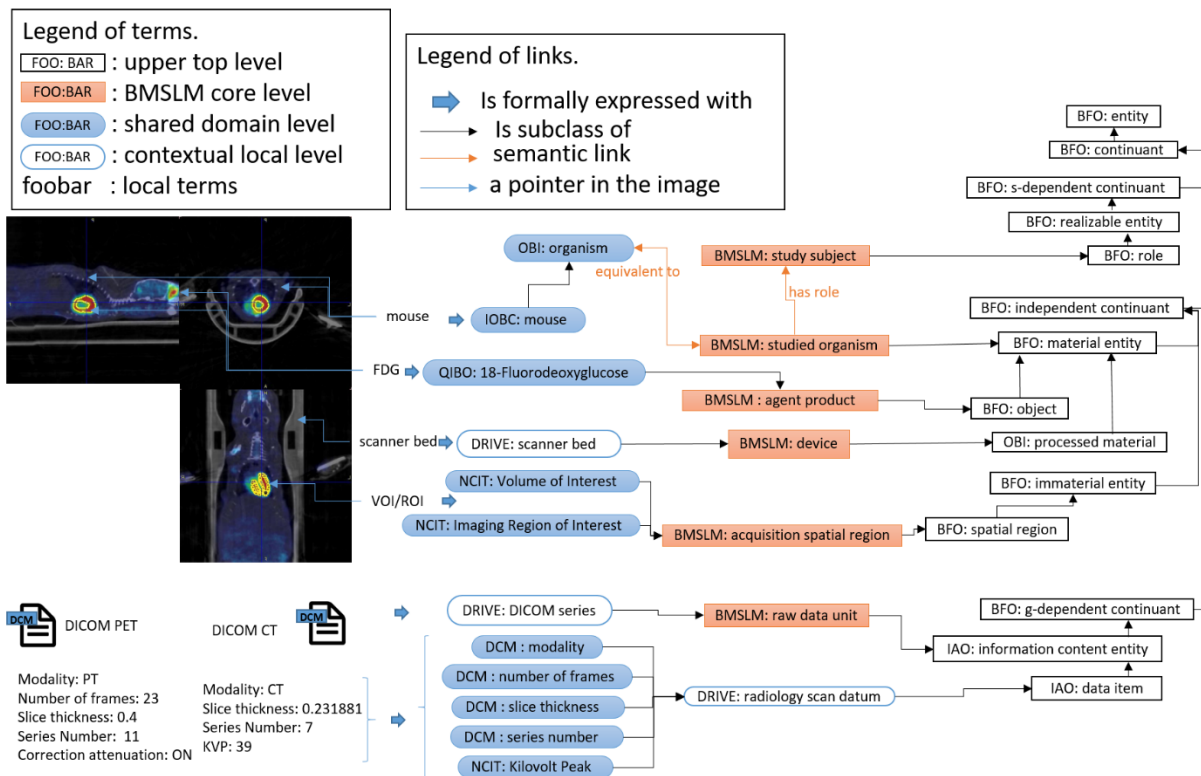 Legend of terms.
FOO: BAR : upper top level
FOO:BAR : BMSLM core level
FOO:BAR : shared domain level
FOO:BAR : contextual local level
foobar : local terms
Legend of links.
Is formally expressed with
Is subclass of
semantic link
a pointer in the image
BFO: entity
BFO: continuant
BFO: s-dependent continuant
BFO: realizable entity
OBI: organism
BMSLM: study subject
BFO: role
equivalent to
has role
mouse
IOBC: mouse
BFO: independent continuant
BMSLM: studied organism
BFO: material entity
FDG
QIBO: 18-Fluorodeoxyglucose
BMSLM : agent product
BFO: object
scanner bed
DRIVE: scanner bed
BMSLM: device
OBI: processed material
NCIT: Volume of Interest
BFO: immaterial entity
VOI/ROI
NCIT: Imaging Region of Interest
BMSLM: acquisition spatial region
BFO: spatial region
DCM
DICOM PET
DICOM CT
DCM
DRIVE: DICOM series
BMSLM: raw data unit
BFO: g-dependent continuant
DCM : modality
IAO: information content entity
DCM : number of frames
DRIVE: radiology scan datum
IAO: data item
DCM : slice thickness
DCM : series number
NCIT: Kilovolt Peak
Modality: PT
Number of frames: 23
Slice thickness: 0.4
Series Number: 11
Correction attenuation: ON
Modality: CT
Slice thickness: 0.231881
Series Number: 7
KVP: 39